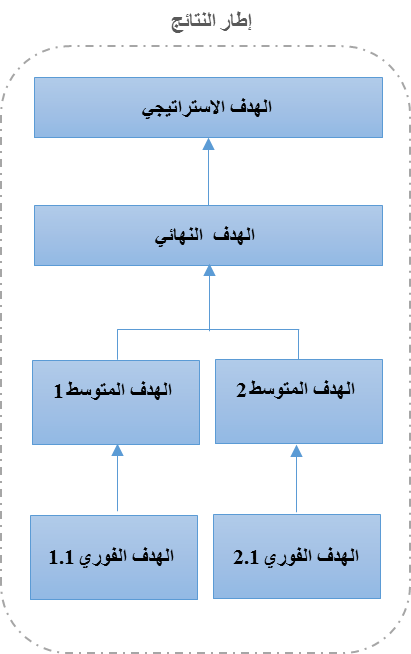 إطار النتائج
الهدف الاستراتيجي
الهدف النهائي
الهدف المتوسط 1
الهدف المتوسط 2
الهدف الفوري 1.1
الهدف الفوري 2.1